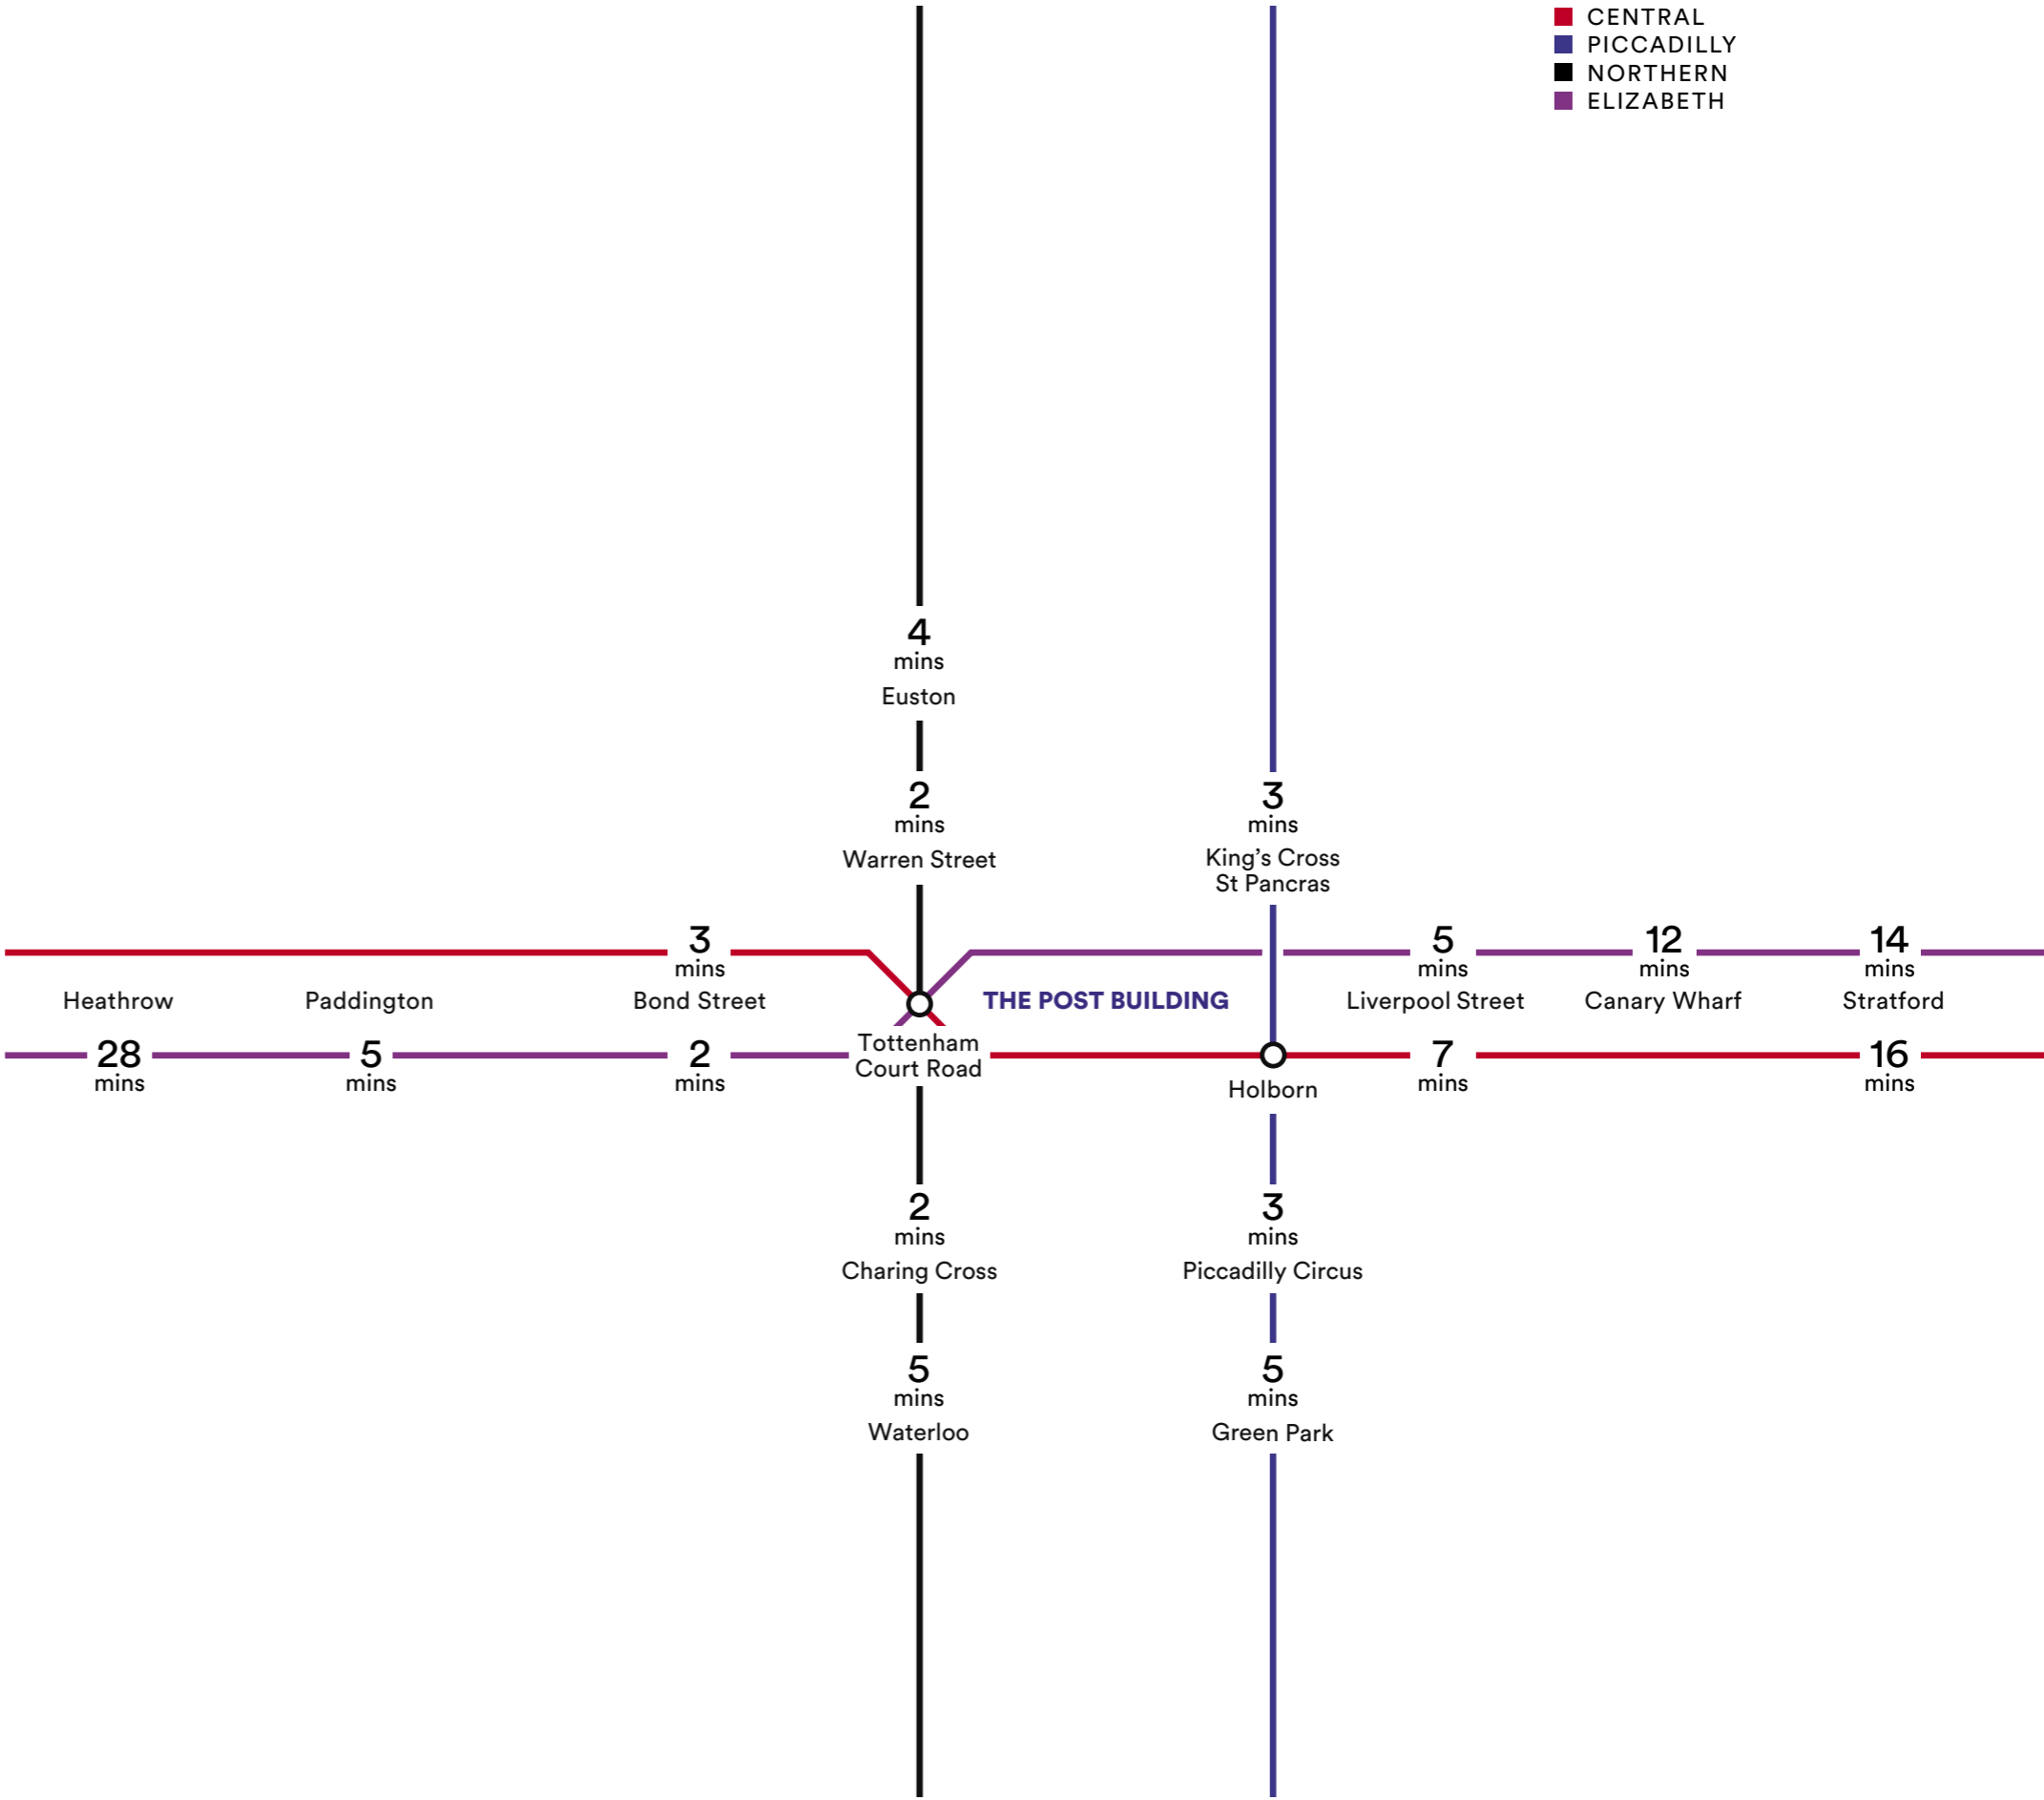 CENTRAL
PICCADILLY
NORTHERN
ELIZABETH
4
mins
Euston
2
mins
Warren Street
3
mins
King’s Cross
St Pancras
3
mins
Bond Street
5
mins
Liverpool Street
12
mins
Canary Wharf
14
mins
Stratford
Heathrow
28
mins
Paddington
5
mins
2
mins
THE POST BUILDING
Tottenham
Court Road
Holborn
7
mins
16
mins
2
mins
Charing Cross
3
mins
Piccadilly Circus
5
mins
Waterloo
5
mins
Green Park